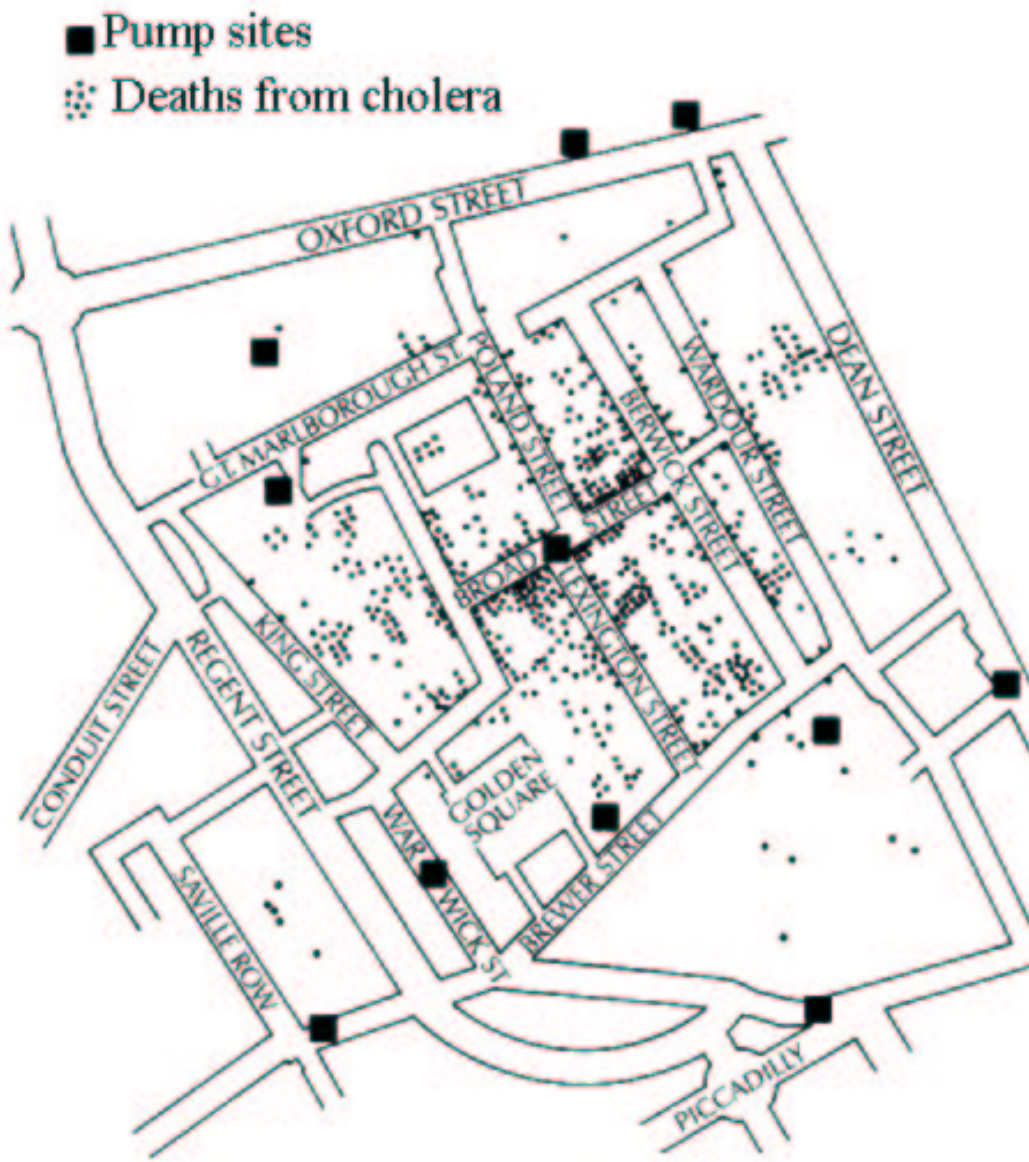 Pump sites
Deaths from cholera
OXFORD STREET
GT. MARLBOROUGH ST.
POLAND STREET
BERWICK STREET
WARDOUR STREET
DEAN STREET
BROAD STREET
LEXINGTON STREET
KING STREET
REGENT STREET
CONDUIT STREET
GOLDEN
SQUARE
WARWICK ST
BREWER STREET
SAVILLE ROW
PICCADILLY